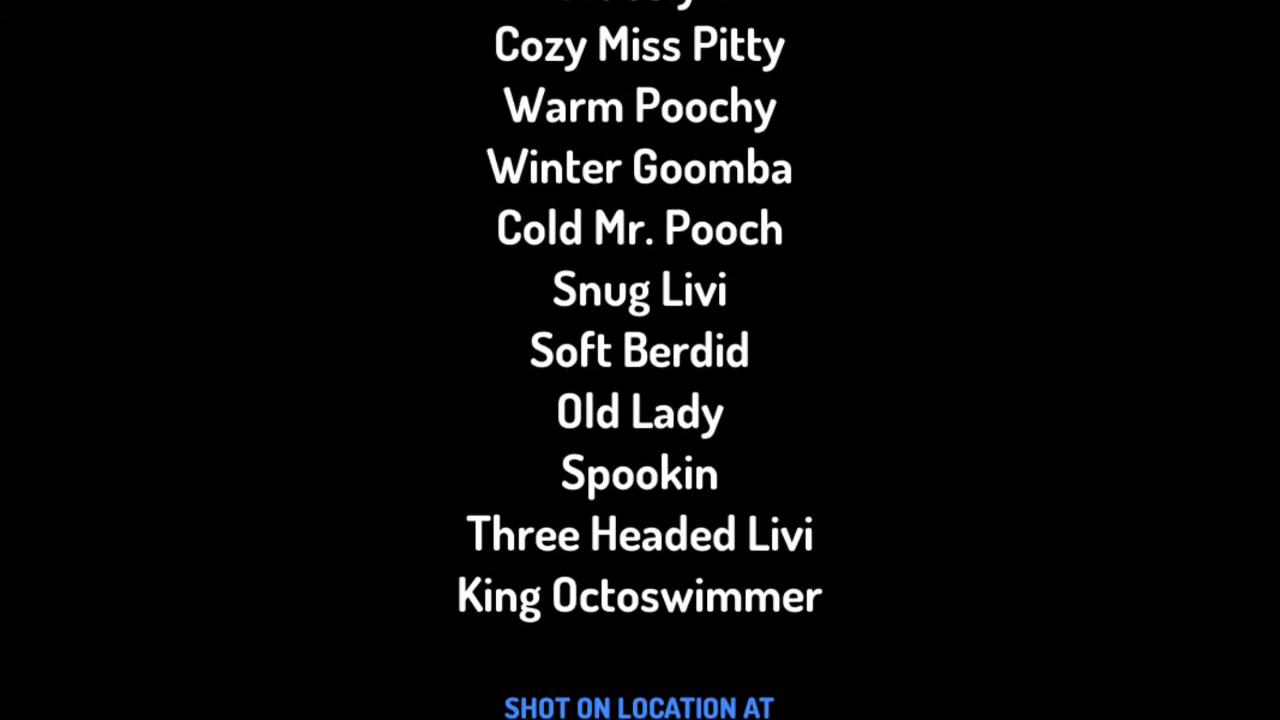 Cozy Miss Pitty
Warm Poochy
Winter Goomba
Cold Mr. Pooch
Snug Livi
Soft Berdid
Old Lady
Spookin
Three Headed Livi
King Octoswimmer
SHOT ON LOCATION AT